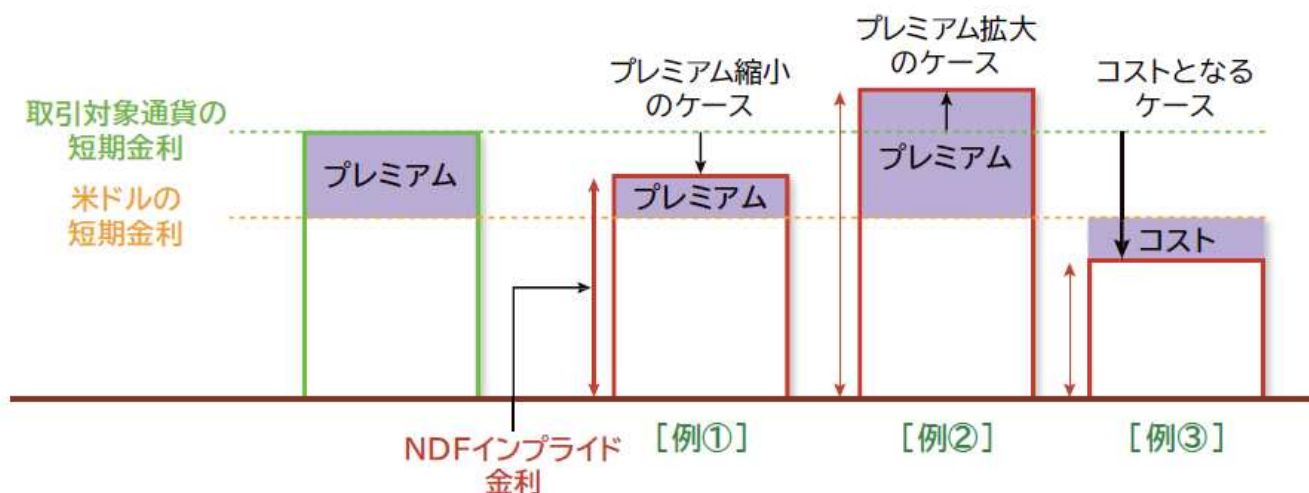 取引対象通貨の
短期金利
米ドルの
短期金利
プレミアム
プレミアム縮小
のケース
プレミアム
プレミアム拡大
のケース
プレミアム
コストとなる
ケース
コスト
NDFインプライド
金利
［例①］
［例②］
［例③］